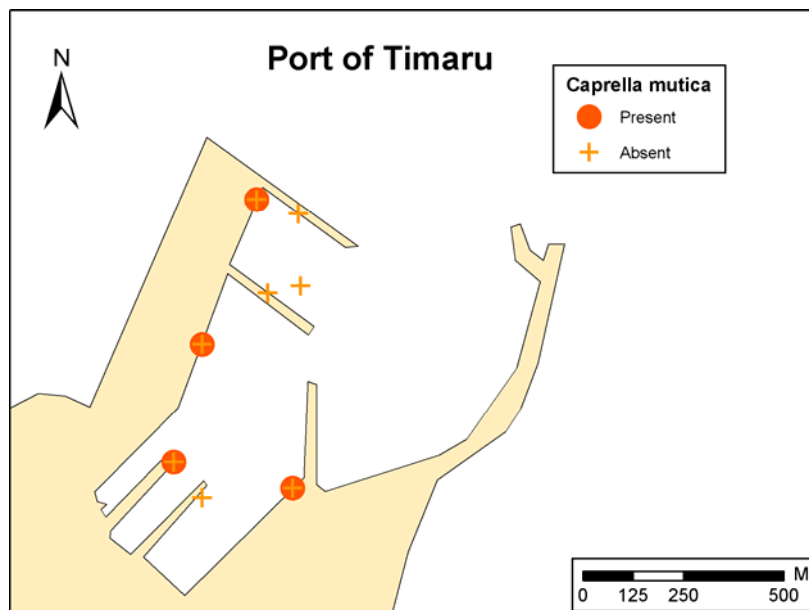 Port of Timaru
N
Caprella mutica
Present
Absent
M
0 125 250 500